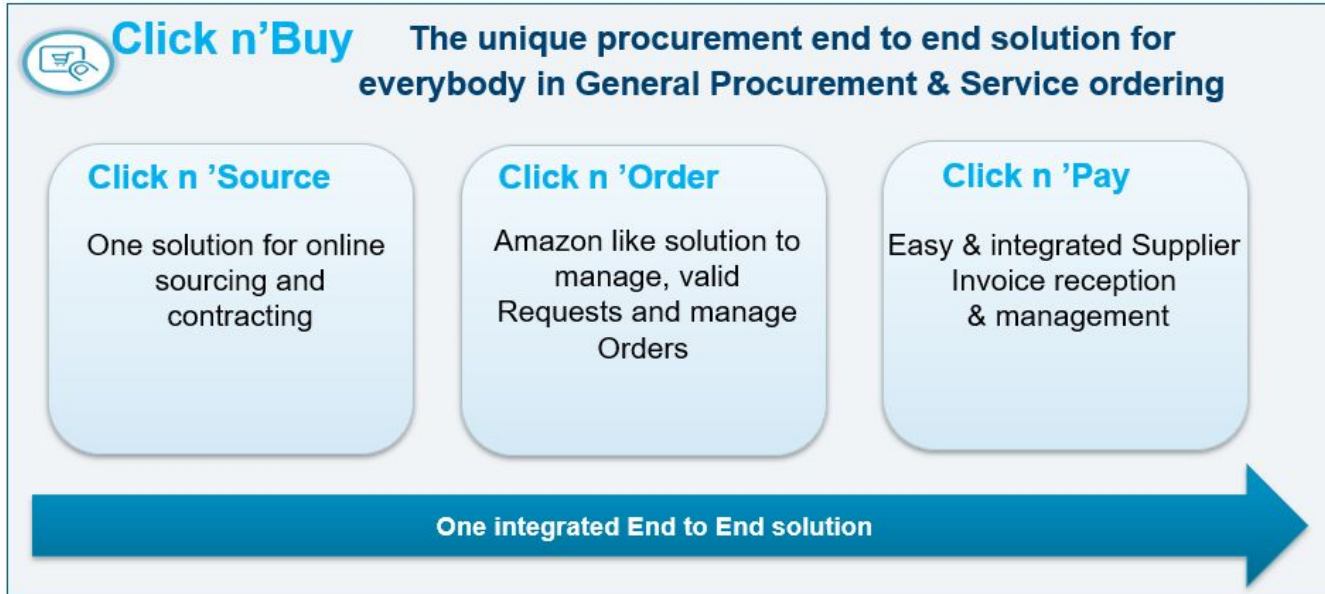 Click n’Buy
The unique procurement end to end solution for
everybody in General Procurement & Service ordering
Click n ’Source
One solution for online
sourcing and
contracting
Click n ’Order
Amazon like solution to
manage, valid
Requests and manage
Orders
Click n ’Pay
Easy & integrated Supplier
Invoice reception
& management
One integrated End to End solution